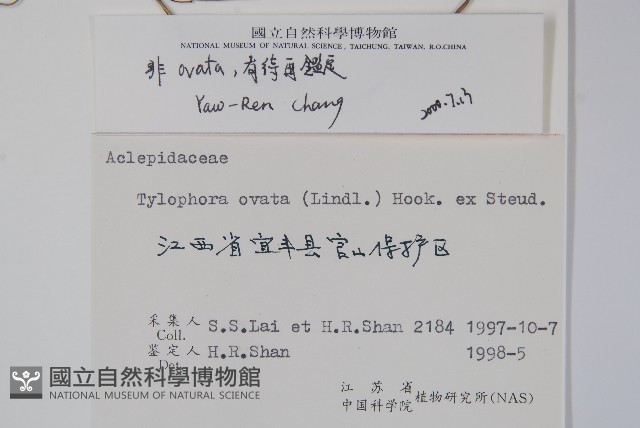 國立自然科學博物館
NATIONAL MUSEUM OF NATURAL SCIENCE, TAICHUNG, TAIWAN, R.O.CHINA
非 ovata, 有待再鑑定
Yaw-Ren Chang 2000.7.17
Aclepidaceae
Tylophora ovata (Lindl.) Hook. ex Steud.
江西省宜丰县官山保护区
采集人 S.S.Lai et H.R.Shan 2184 1997-10-7
Coll.
鉴定人 H.R.Shan 1998-5
Det.
江苏省
中国科学院 植物研究所(NAS)
國立自然科學博物館
NATIONAL MUSEUM OF NATURAL SCIENCE